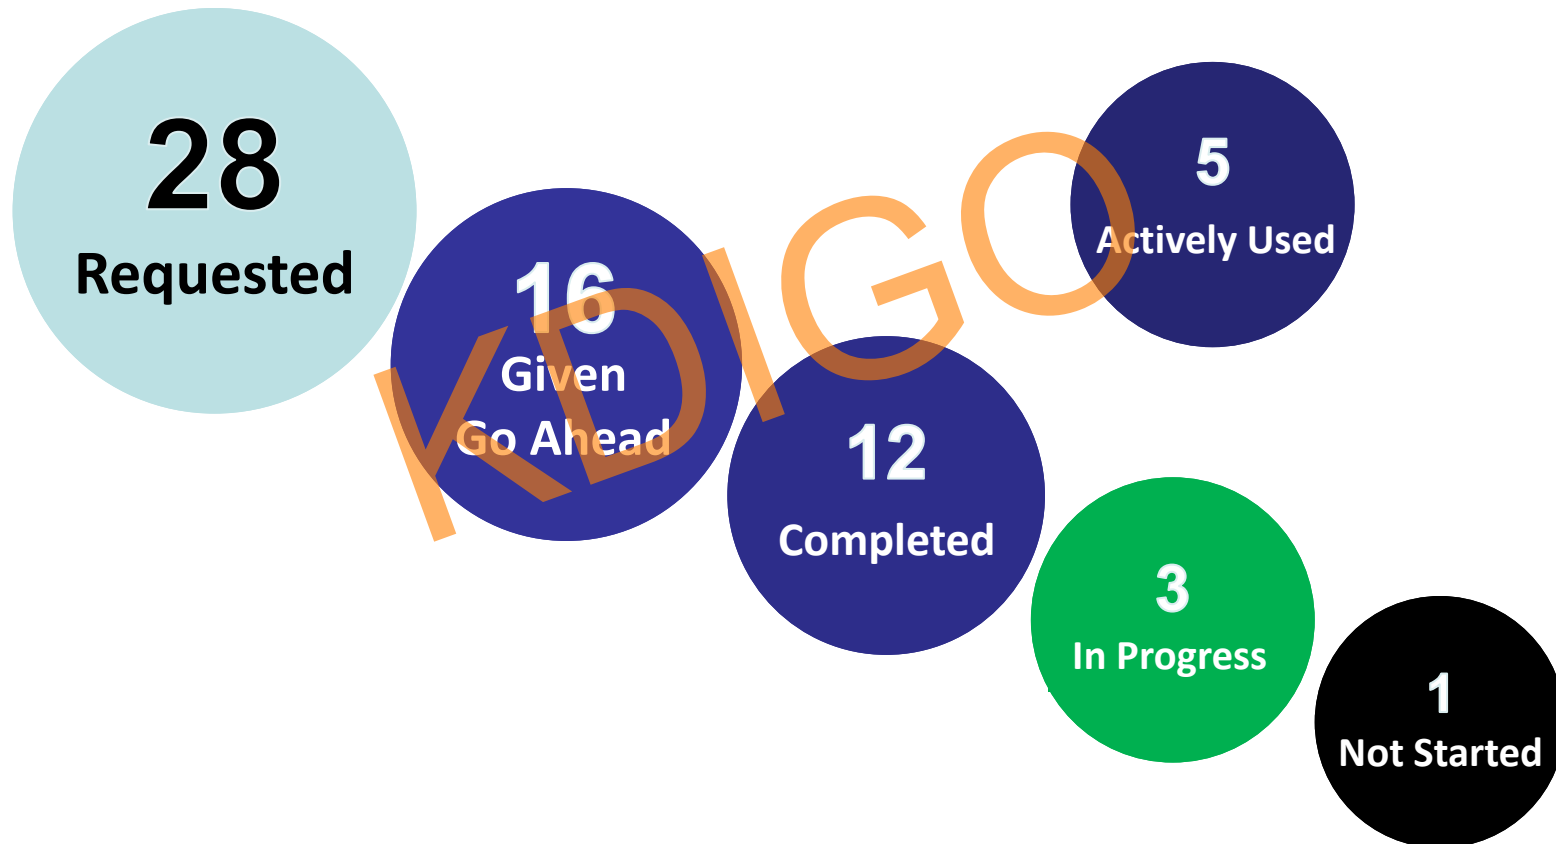 28
Requested
16
Given
Go Ahead
12
Completed
5
Actively Used
3
In Progress
1
Not Started
KDIGO